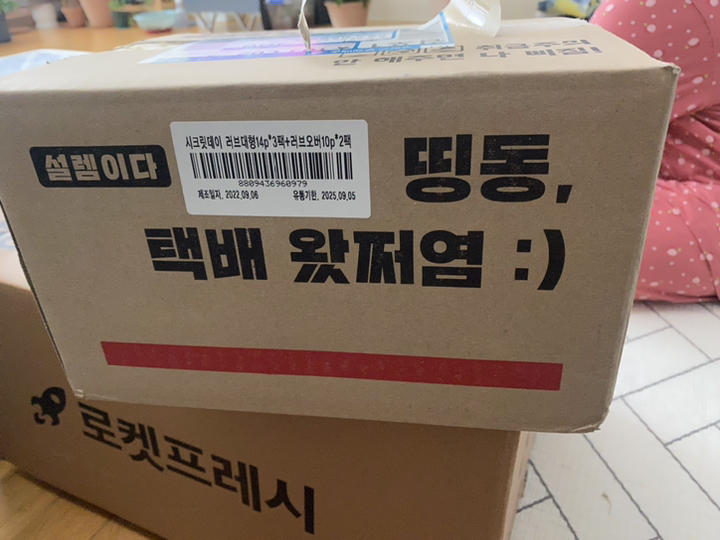 시크릿데이 러브대형14p*3팩+러브오버10p*2팩
8809436960979
제조일자. 2022.09.06 유통기한. 2025.09.05
설렘이다
띵동,
택배 왔쩌염 :)
로켓프레시